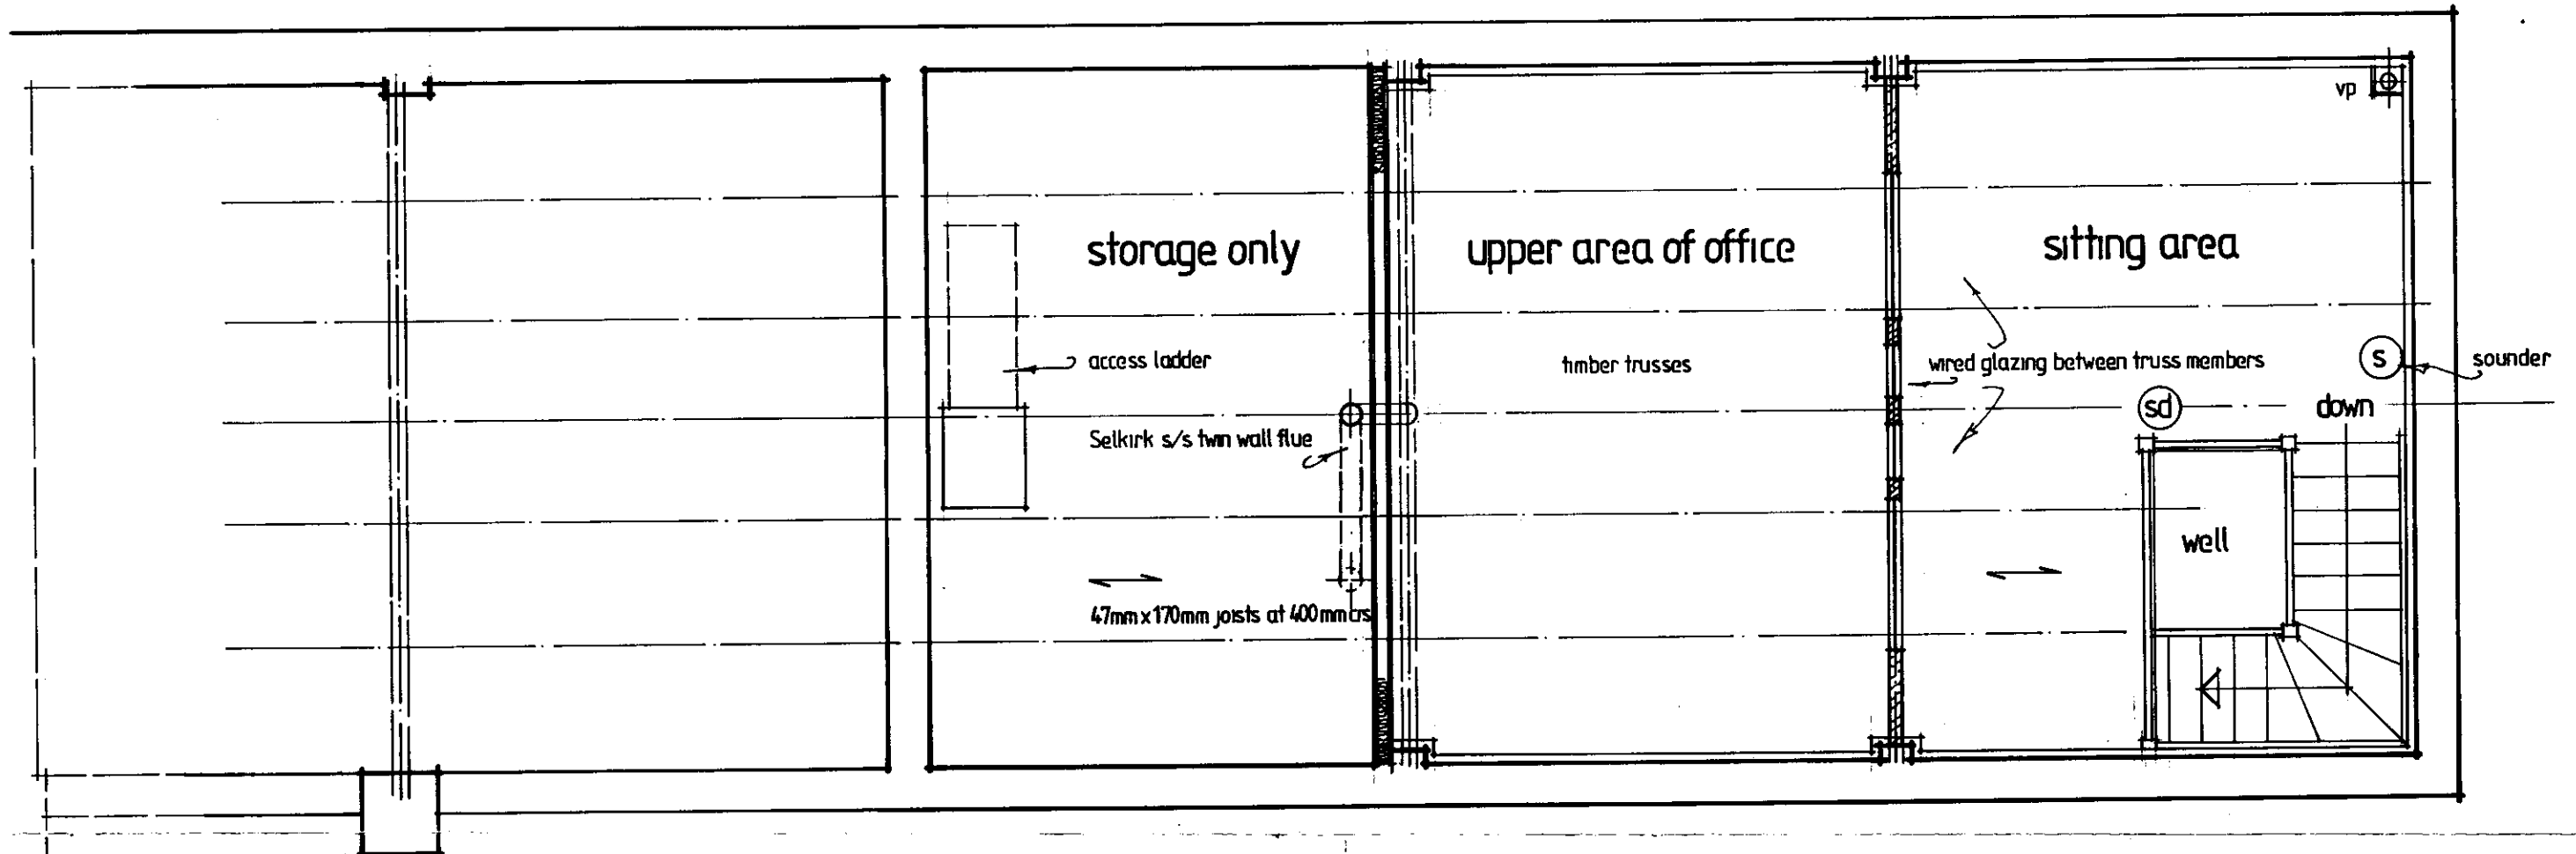 vp
storage only
upper area of office
sitting area
access ladder
timber trusses
wired glazing between truss members
s
sounder
sd
down
Selkirk s/s twin wall flue
well
47mm x 170mm joists at 400mm crs